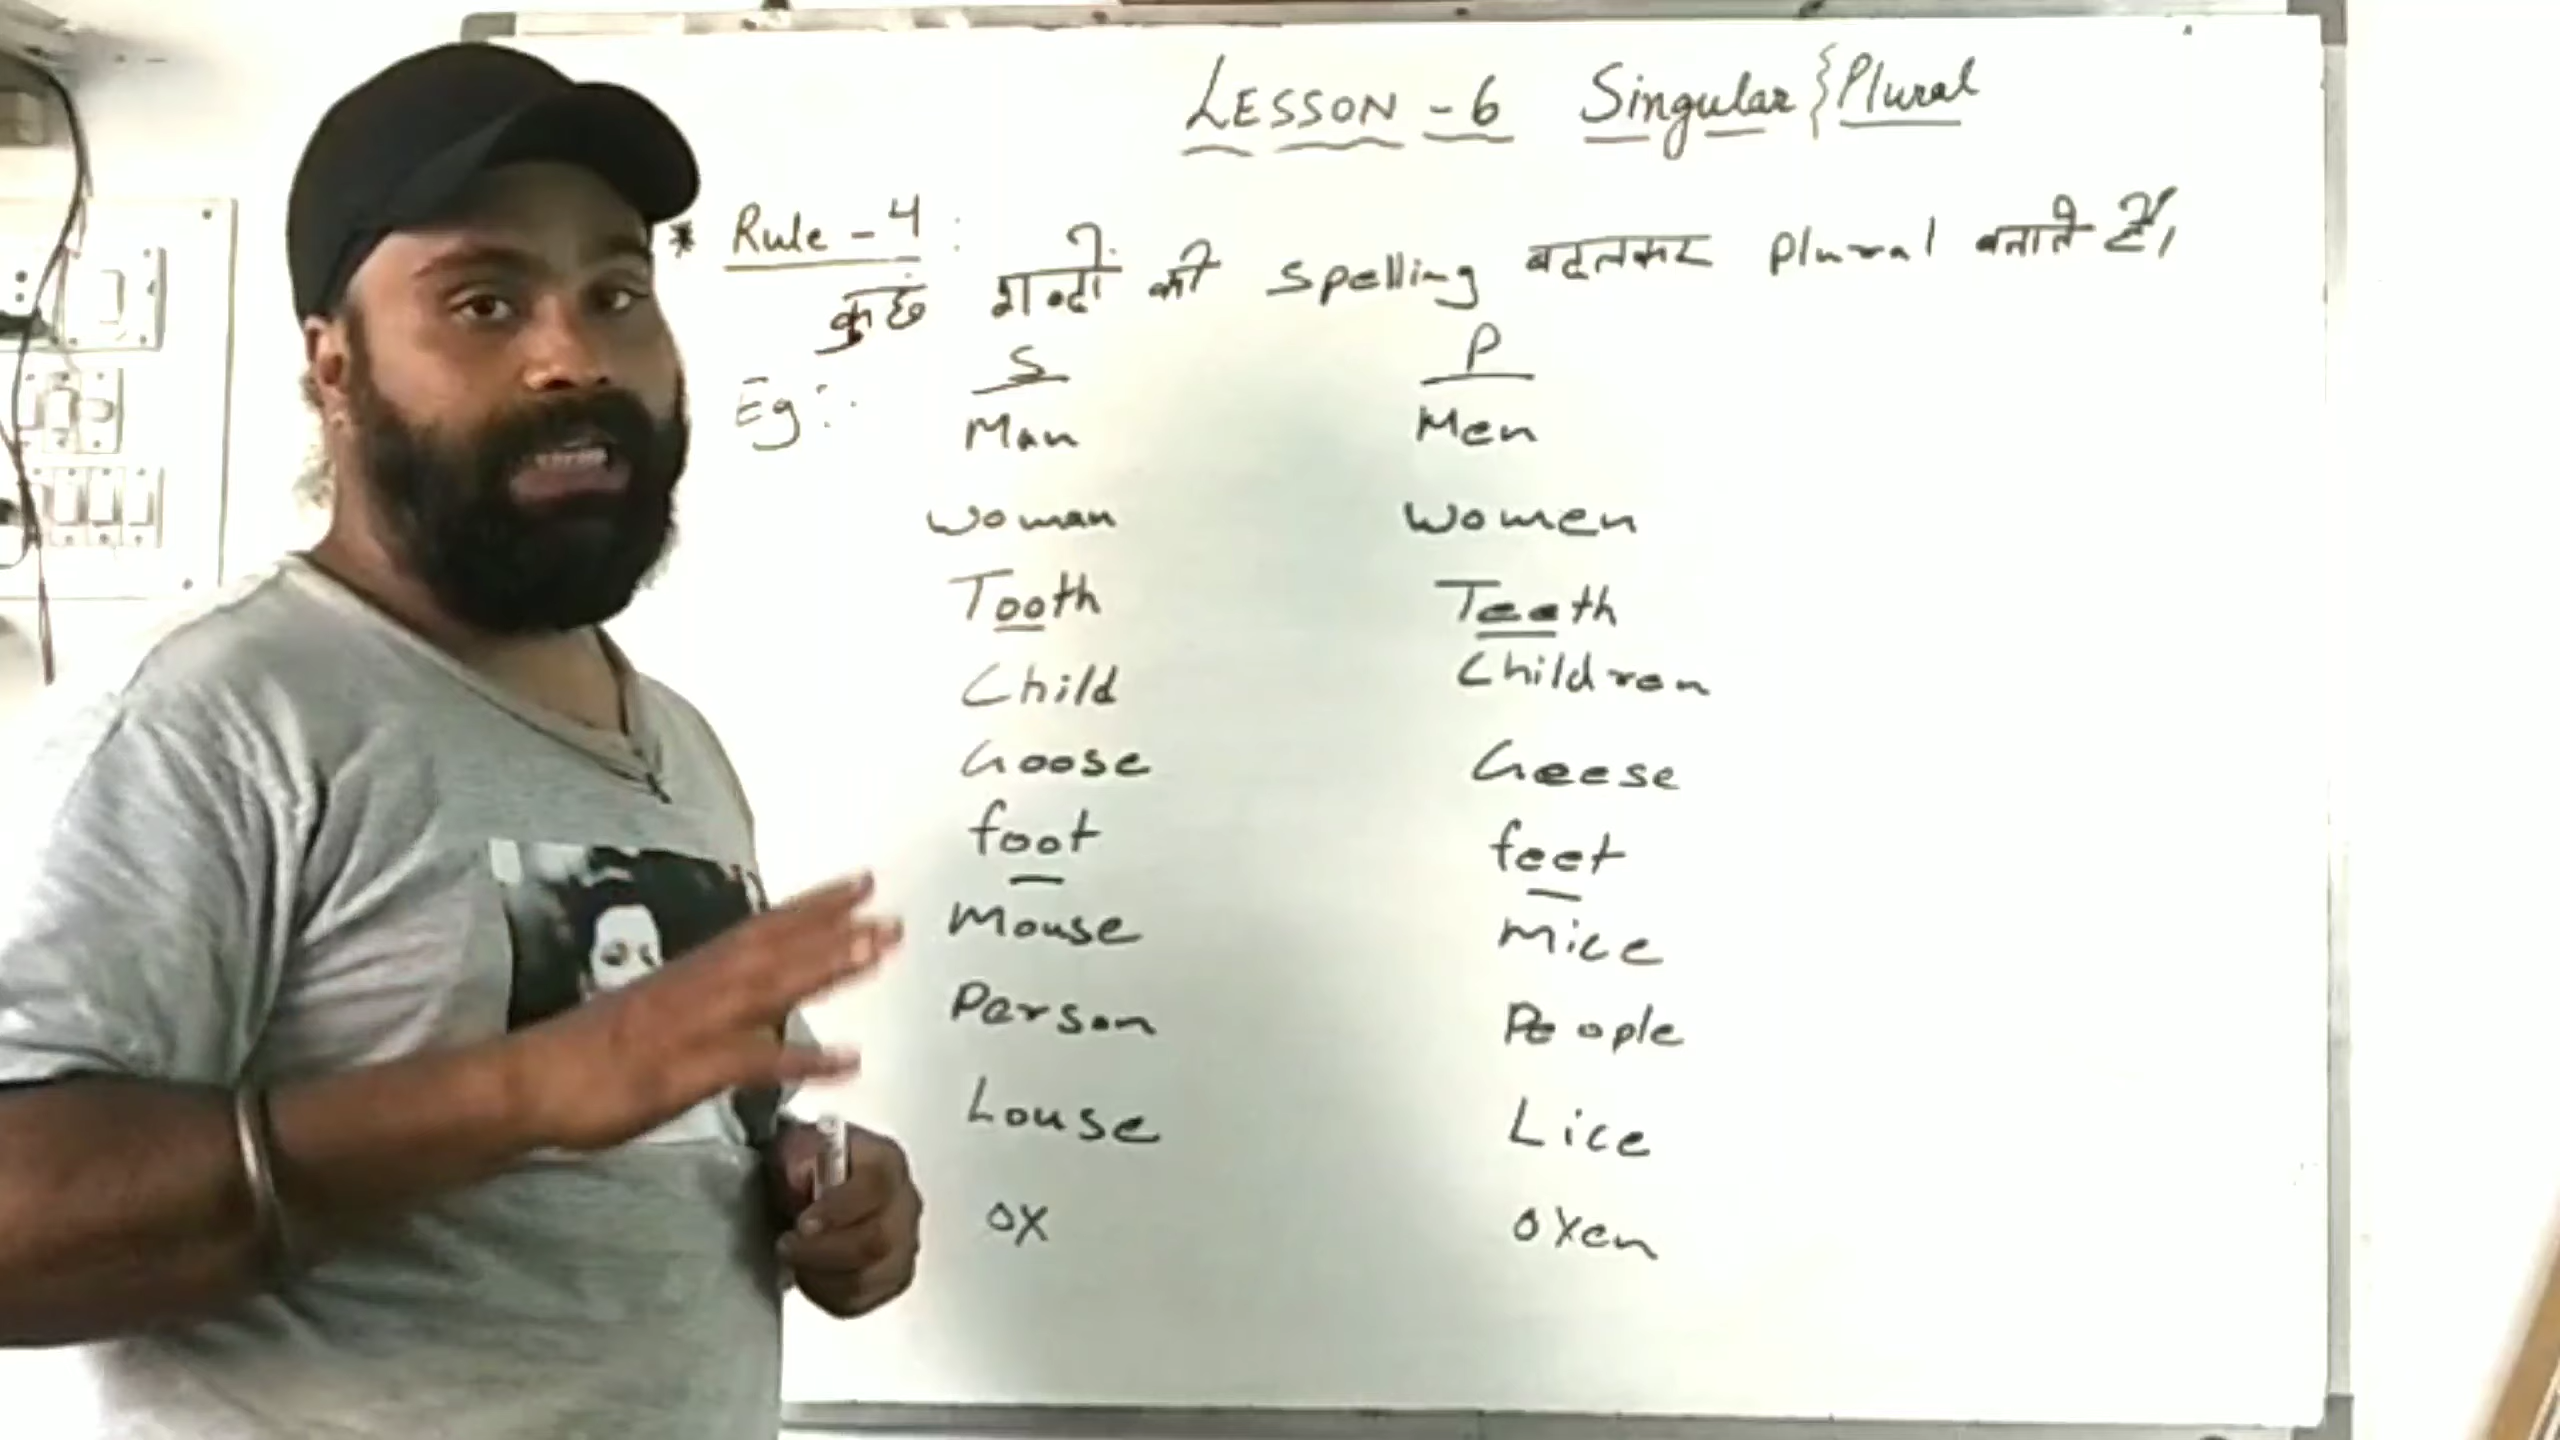 LESSON - 6 Singular } Plural
* Rule - 4 :
कुछ शब्दों की spelling बदलकर plural बनाते हैं।
Eg :- S P
Man Men
woman women
Tooth Teeth
Child Children
Goose Geese
foot feet
Mouse Mice
Person People
Louse Lice
ox oxen